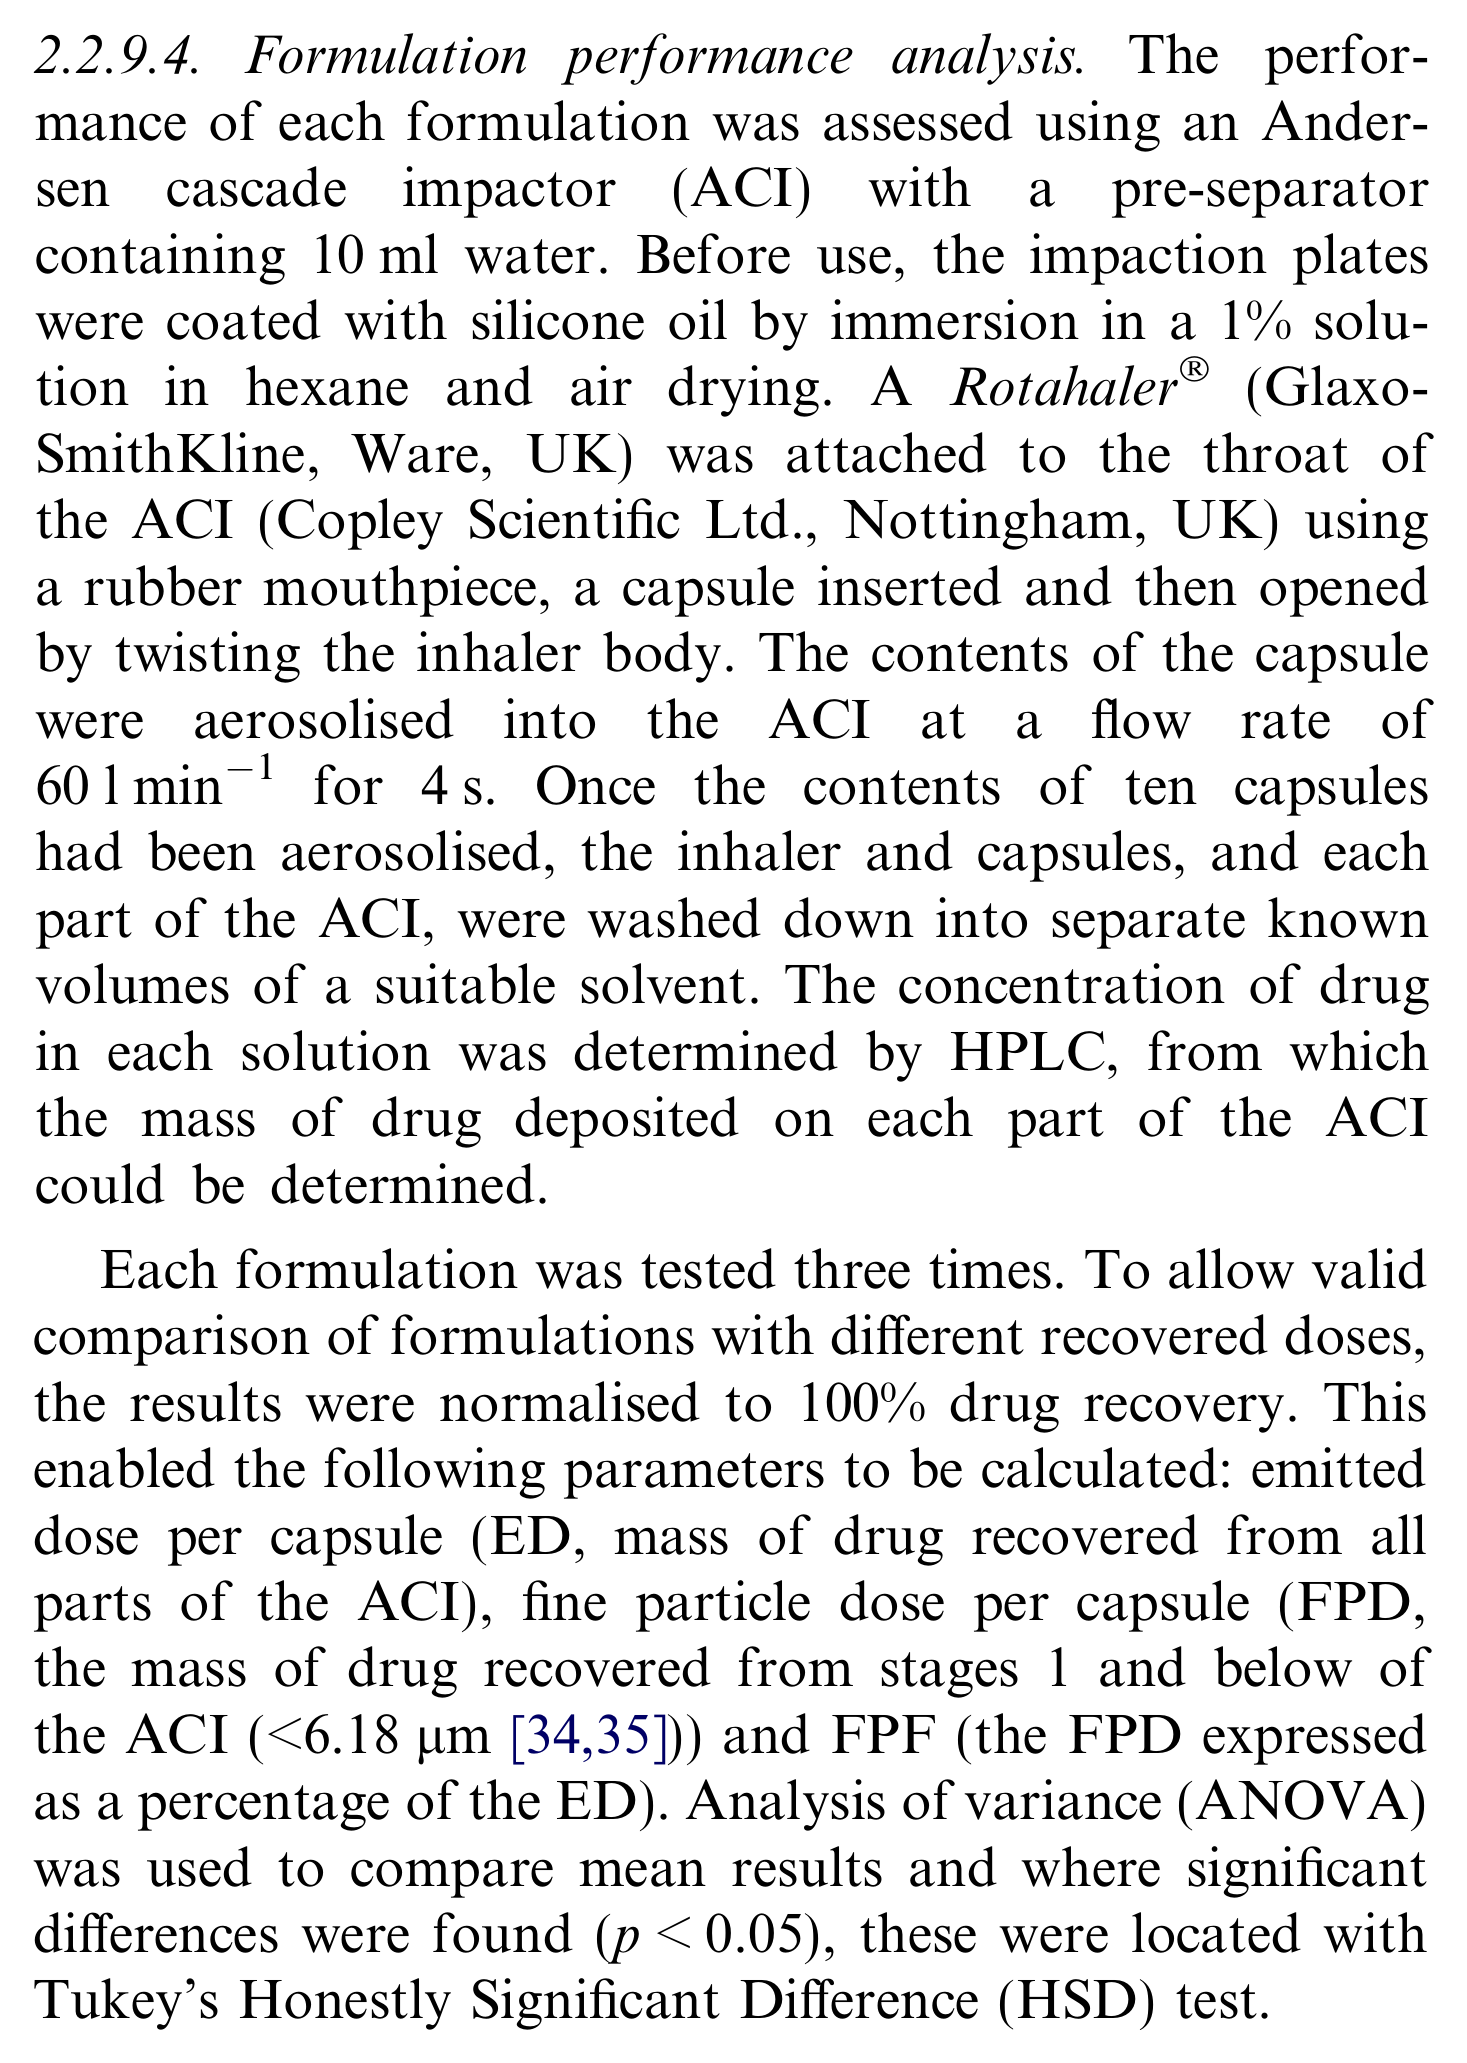 2.2.9.4. Formulation performance analysis. The perfor-
mance of each formulation was assessed using an Ander-
sen cascade impactor (ACI) with a pre-separator
containing 10 ml water. Before use, the impaction plates
were coated with silicone oil by immersion in a 1% solu-
tion in hexane and air drying. A Rotahaler® (Glaxo-
SmithKline, Ware, UK) was attached to the throat of
the ACI (Copley Scientific Ltd., Nottingham, UK) using
a rubber mouthpiece, a capsule inserted and then opened
by twisting the inhaler body. The contents of the capsule
were aerosolised into the ACI at a flow rate of
60 l min⁻¹ for 4 s. Once the contents of ten capsules
had been aerosolised, the inhaler and capsules, and each
part of the ACI, were washed down into separate known
volumes of a suitable solvent. The concentration of drug
in each solution was determined by HPLC, from which
the mass of drug deposited on each part of the ACI
could be determined.
Each formulation was tested three times. To allow valid
comparison of formulations with different recovered doses,
the results were normalised to 100% drug recovery. This
enabled the following parameters to be calculated: emitted
dose per capsule (ED, mass of drug recovered from all
parts of the ACI), fine particle dose per capsule (FPD,
the mass of drug recovered from stages 1 and below of
the ACI (<6.18 μm [34,35])) and FPF (the FPD expressed
as a percentage of the ED). Analysis of variance (ANOVA)
was used to compare mean results and where significant
differences were found (p < 0.05), these were located with
Tukey’s Honestly Significant Difference (HSD) test.